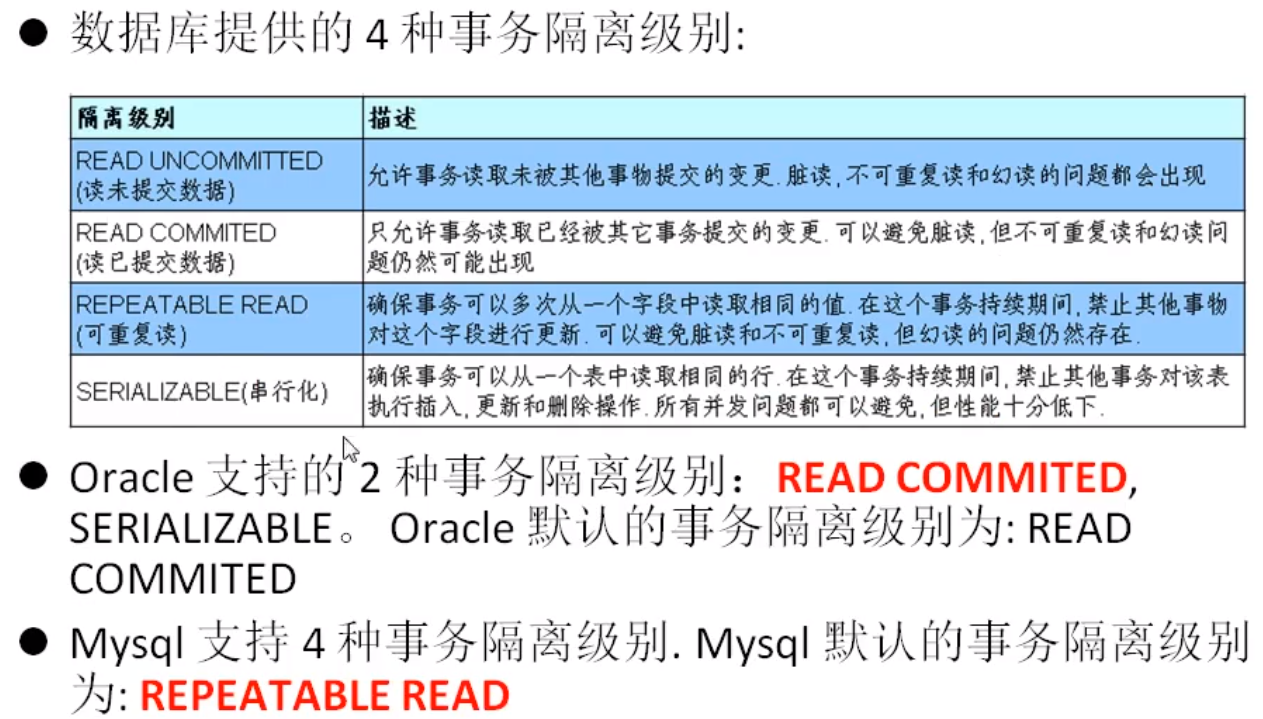 ● 数据库提供的 4 种事务隔离级别:
隔离级别 描述
READ UNCOMMITTED
(读未提交数据)
允许事务读取未被其他事物提交的变更.脏读,不可重复读和幻读的问题都会出现
READ COMMITED
(读已提交数据)
只允许事务读取已经被其它事务提交的变更.可以避免脏读,但不可重复读和幻读问
题仍然可能出现
REPEATABLE READ
(可重复读)
确保事务可以多次从一个字段中读取相同的值.在这个事务持续期间,禁止其他事物
对这个字段进行更新.可以避免脏读和不可重复读,但幻读的问题仍然存在.
SERIALIZABLE(串行化)
确保事务可以从一个表中读取相同的行.在这个事务持续期间,禁止其他事务对该表
执行插入,更新和删除操作.所有并发问题都可以避免,但性能十分低下.
● Oracle 支持的 2 种事务隔离级别：READ COMMITED,
SERIALIZABLE。 Oracle 默认的事务隔离级别为: READ
COMMITED
● Mysql 支持 4 种事务隔离级别. Mysql 默认的事务隔离级别
为: REPEATABLE READ